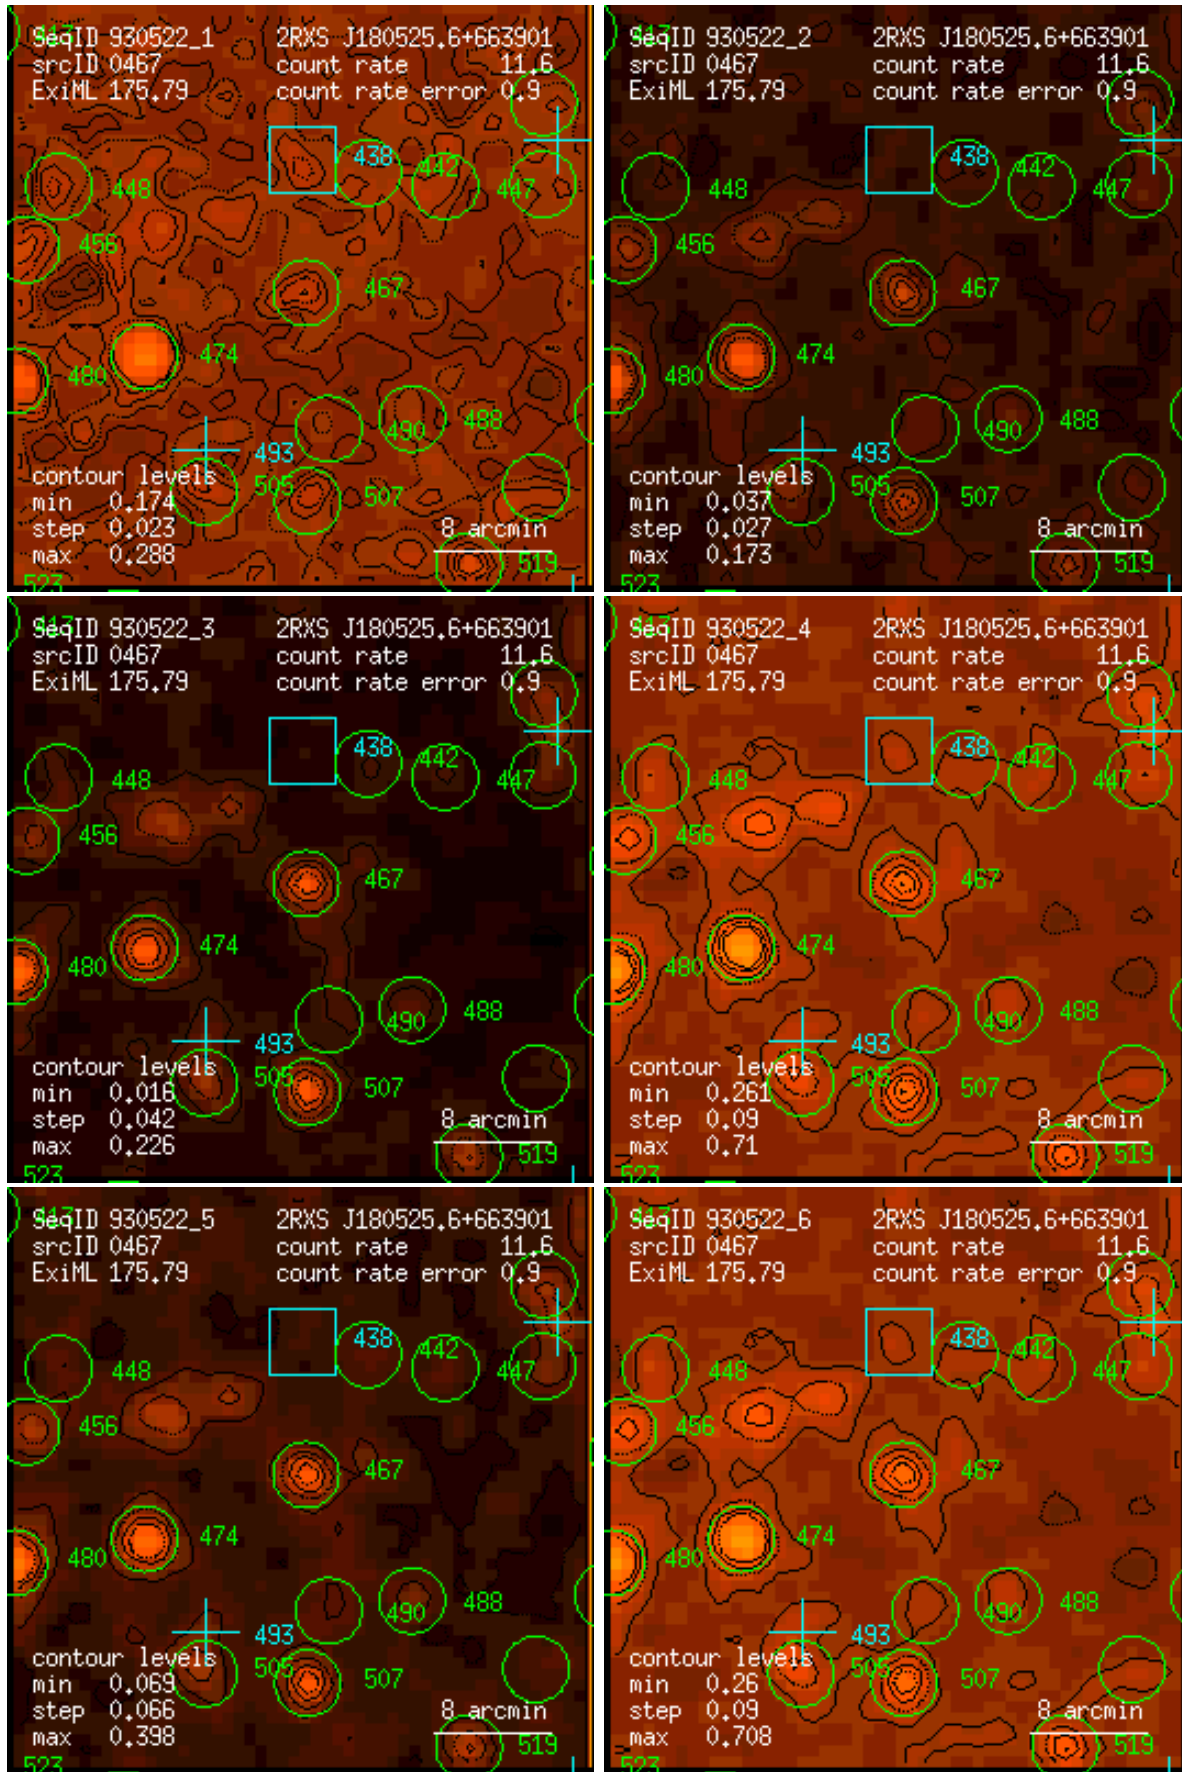 SeqID 930522_1 2RXS J180525.6+663901
srcID 0467 count rate 11.6
ExiML 175.79 count rate error 0.9
438
442
448
447
456
467
474
480
488
490
493
contour levels
505
507
min 0.174
step 0.023
8 arcmin
max 0.288
519
523
SeqID 930522_2 2RXS J180525.6+663901
srcID 0467 count rate 11.6
ExiML 175.79 count rate error 0.9
438
442
448
447
456
467
474
480
488
490
493
contour levels
505
507
min 0.037
step 0.027
8 arcmin
max 0.173
519
523
SeqID 930522_3 2RXS J180525.6+663901
srcID 0467 count rate 11.6
ExiML 175.79 count rate error 0.9
438
442
448
447
456
467
474
480
488
490
493
contour levels
505
507
min 0.016
step 0.042
8 arcmin
max 0.226
519
523
SeqID 930522_4 2RXS J180525.6+663901
srcID 0467 count rate 11.6
ExiML 175.79 count rate error 0.9
438
442
448
447
456
467
474
480
488
490
493
contour levels
505
507
min 0.261
step 0.09
8 arcmin
max 0.71
519
523
SeqID 930522_5 2RXS J180525.6+663901
srcID 0467 count rate 11.6
ExiML 175.79 count rate error 0.9
438
442
448
447
456
467
474
480
488
490
493
contour levels
505
507
min 0.069
step 0.066
8 arcmin
max 0.398
519
523
SeqID 930522_6 2RXS J180525.6+663901
srcID 0467 count rate 11.6
ExiML 175.79 count rate error 0.9
438
442
448
447
456
467
474
480
488
490
493
contour levels
505
507
min 0.26
step 0.09
8 arcmin
max 0.708
519
523